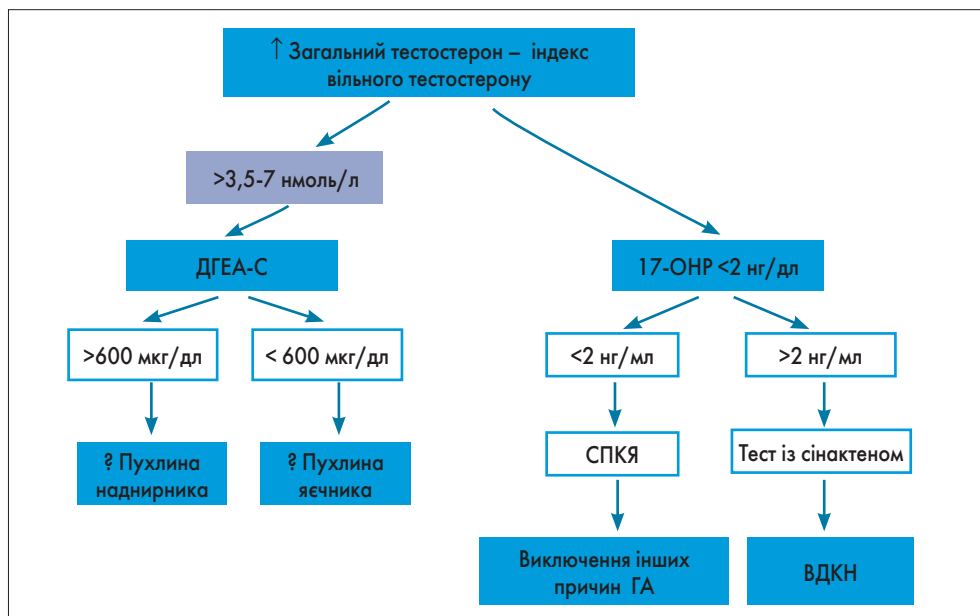 ↑ Загальний тестостерон – індекс
вільного тестостерону
>3,5-7 нмоль/л
ДГЕА-С
17-ОНР <2 нг/дл
>600 мкг/дл
< 600 мкг/дл
<2 нг/мл
>2 нг/мл
? Пухлина
наднирника
? Пухлина
яєчника
СПКЯ
Тест із сінактеном
Виключення інших
причин ГА
ВДКН